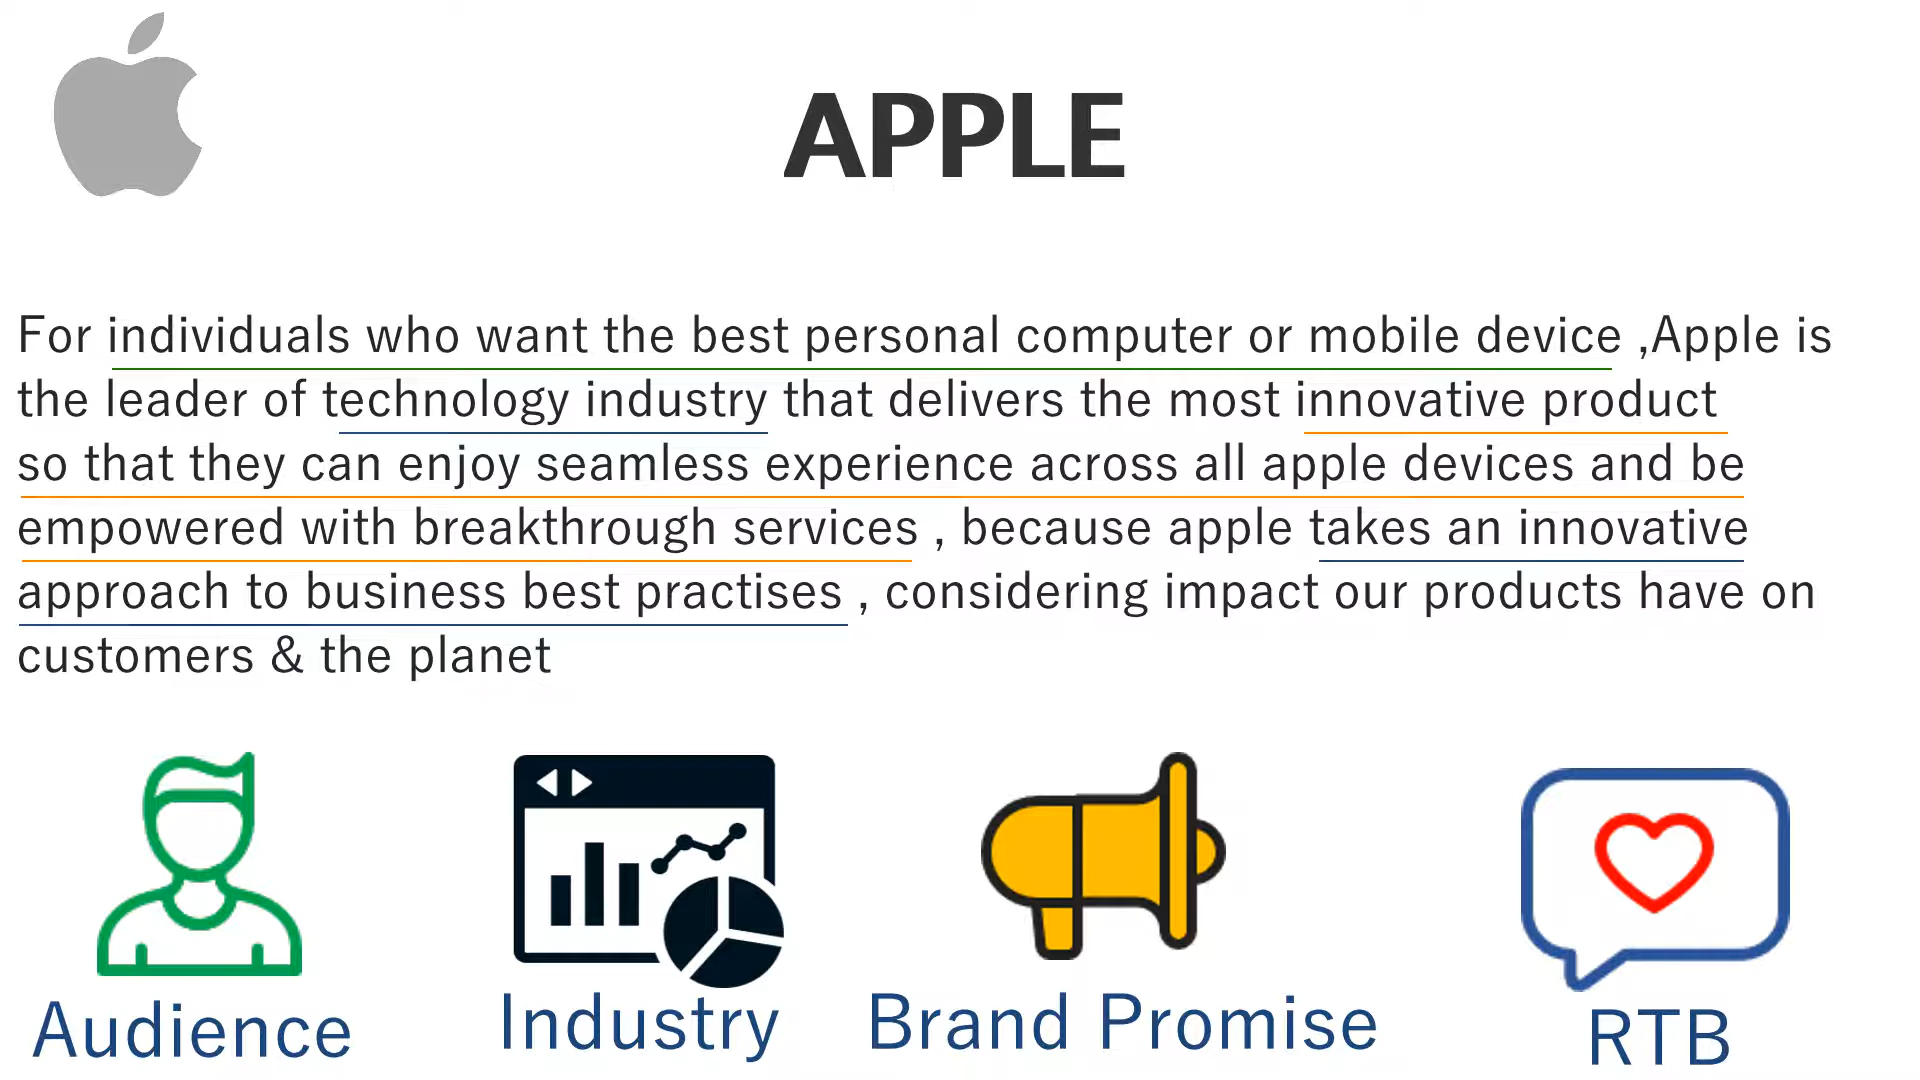 APPLE
For individuals who want the best personal computer or mobile device ,Apple is
the leader of technology industry that delivers the most innovative product
so that they can enjoy seamless experience across all apple devices and be
empowered with breakthrough services , because apple takes an innovative
approach to business best practises , considering impact our products have on
customers & the planet
Audience
Industry
Brand Promise
RTB